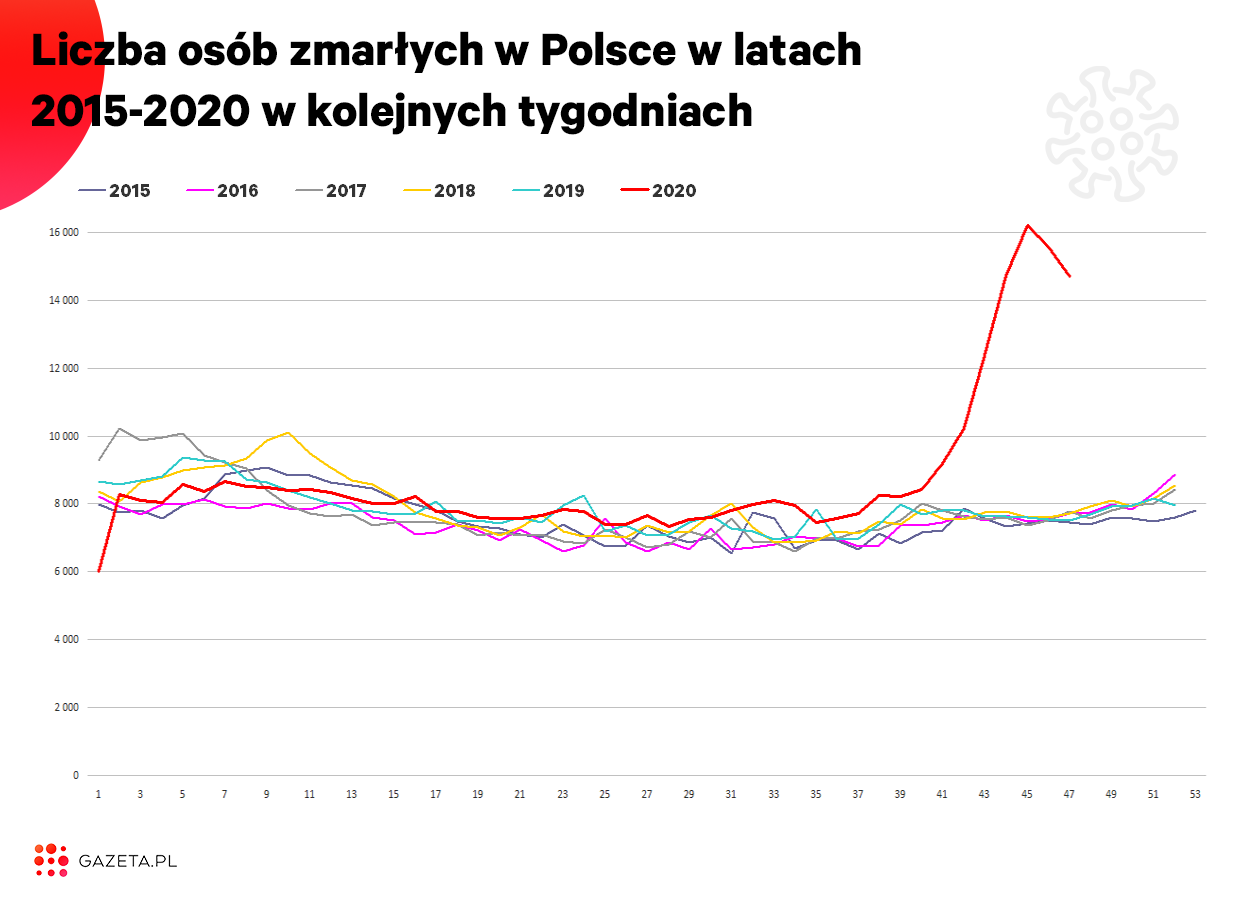 Liczba osób zmarłych w Polsce w latach
2015-2020 w kolejnych tygodniach
2015 2016 2017 2018 2019 2020
16 000
14 000
12 000
10 000
8 000
6 000
4 000
2 000
0
1 3 5 7 9 11 13 15 17 19 21 23 25 27 29 31 33 35 37 39 41 43 45 47 49 51 53
GAZETA.PL